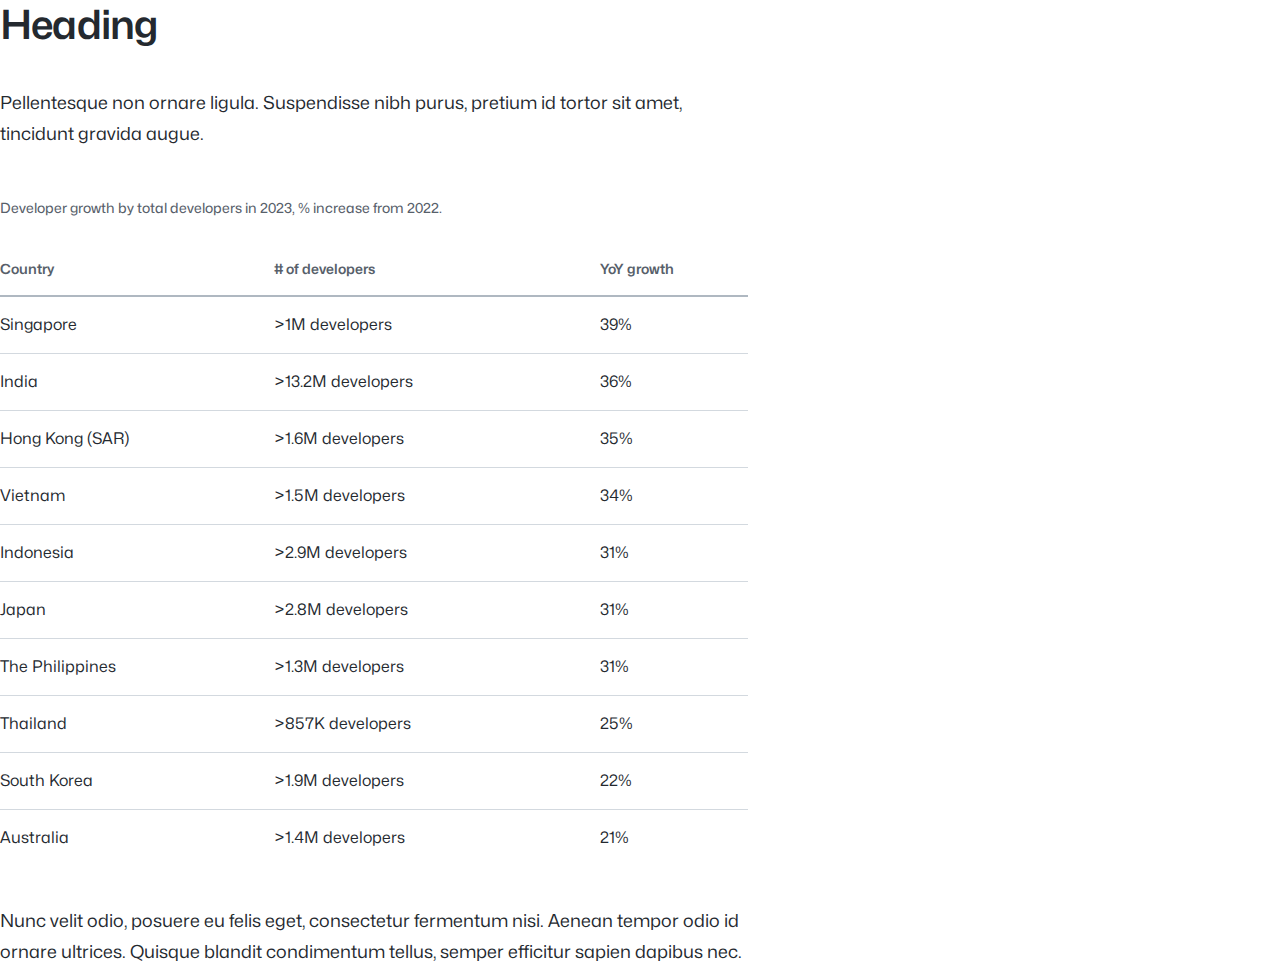 Heading
Pellentesque non ornare ligula. Suspendisse nibh purus, pretium id tortor sit amet,
tincidunt gravida augue.
Developer growth by total developers in 2023, % increase from 2022.
Country # of developers YoY growth
Singapore >1M developers 39%
India >13.2M developers 36%
Hong Kong (SAR) >1.6M developers 35%
Vietnam >1.5M developers 34%
Indonesia >2.9M developers 31%
Japan >2.8M developers 31%
The Philippines >1.3M developers 31%
Thailand >857K developers 25%
South Korea >1.9M developers 22%
Australia >1.4M developers 21%
Nunc velit odio, posuere eu felis eget, consectetur fermentum nisi. Aenean tempor odio id
ornare ultrices. Quisque blandit condimentum tellus, semper efficitur sapien dapibus nec.